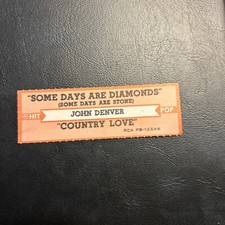 "SOME DAYS ARE DIAMONDS"
(SOME DAYS ARE STONE)
HIT JOHN DENVER POP
"COUNTRY LOVE"
RCA PB-12246